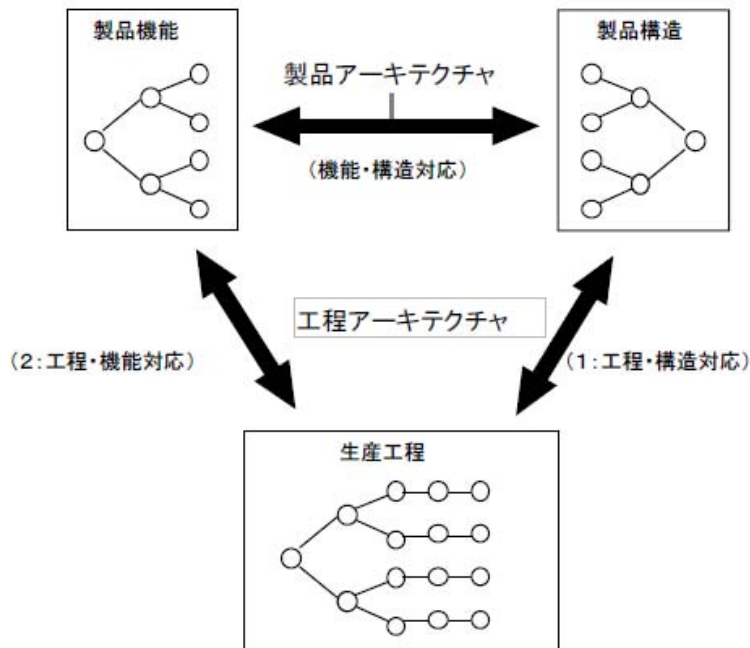 製品機能
製品構造
製品アーキテクチャ
(機能・構造対応)
工程アーキテクチャ
(2:工程・機能対応)
(1:工程・構造対応)
生産工程